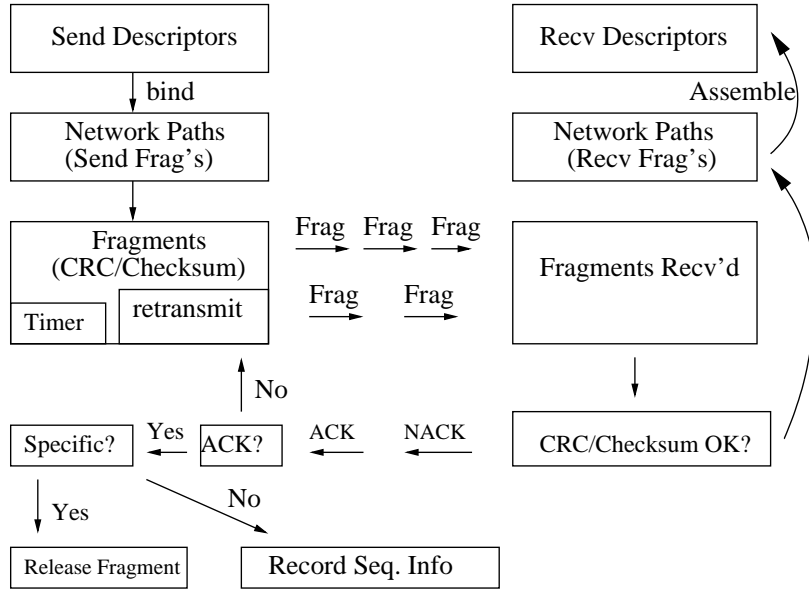 Send Descriptors
Recv Descriptors
bind
Assemble
Network Paths
(Send Frag's)
Network Paths
(Recv Frag's)
Fragments
(CRC/Checksum)
Timer
retransmit
Frag Frag Frag
Frag Frag
Fragments Recv'd
No
Specific?
Yes
ACK?
ACK
NACK
CRC/Checksum OK?
Yes
No
Release Fragment
Record Seq. Info